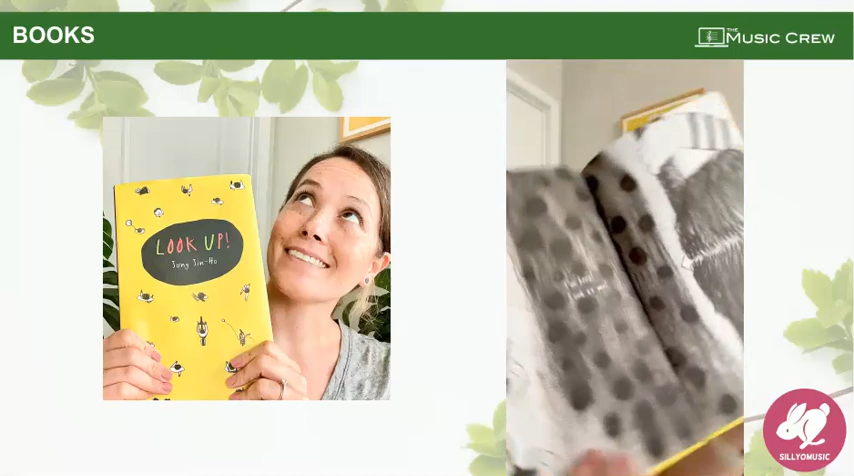 BOOKS
THE
MUSIC CREW
LOOK UP!
Jung Jin-Ho
SILLYOMUSIC